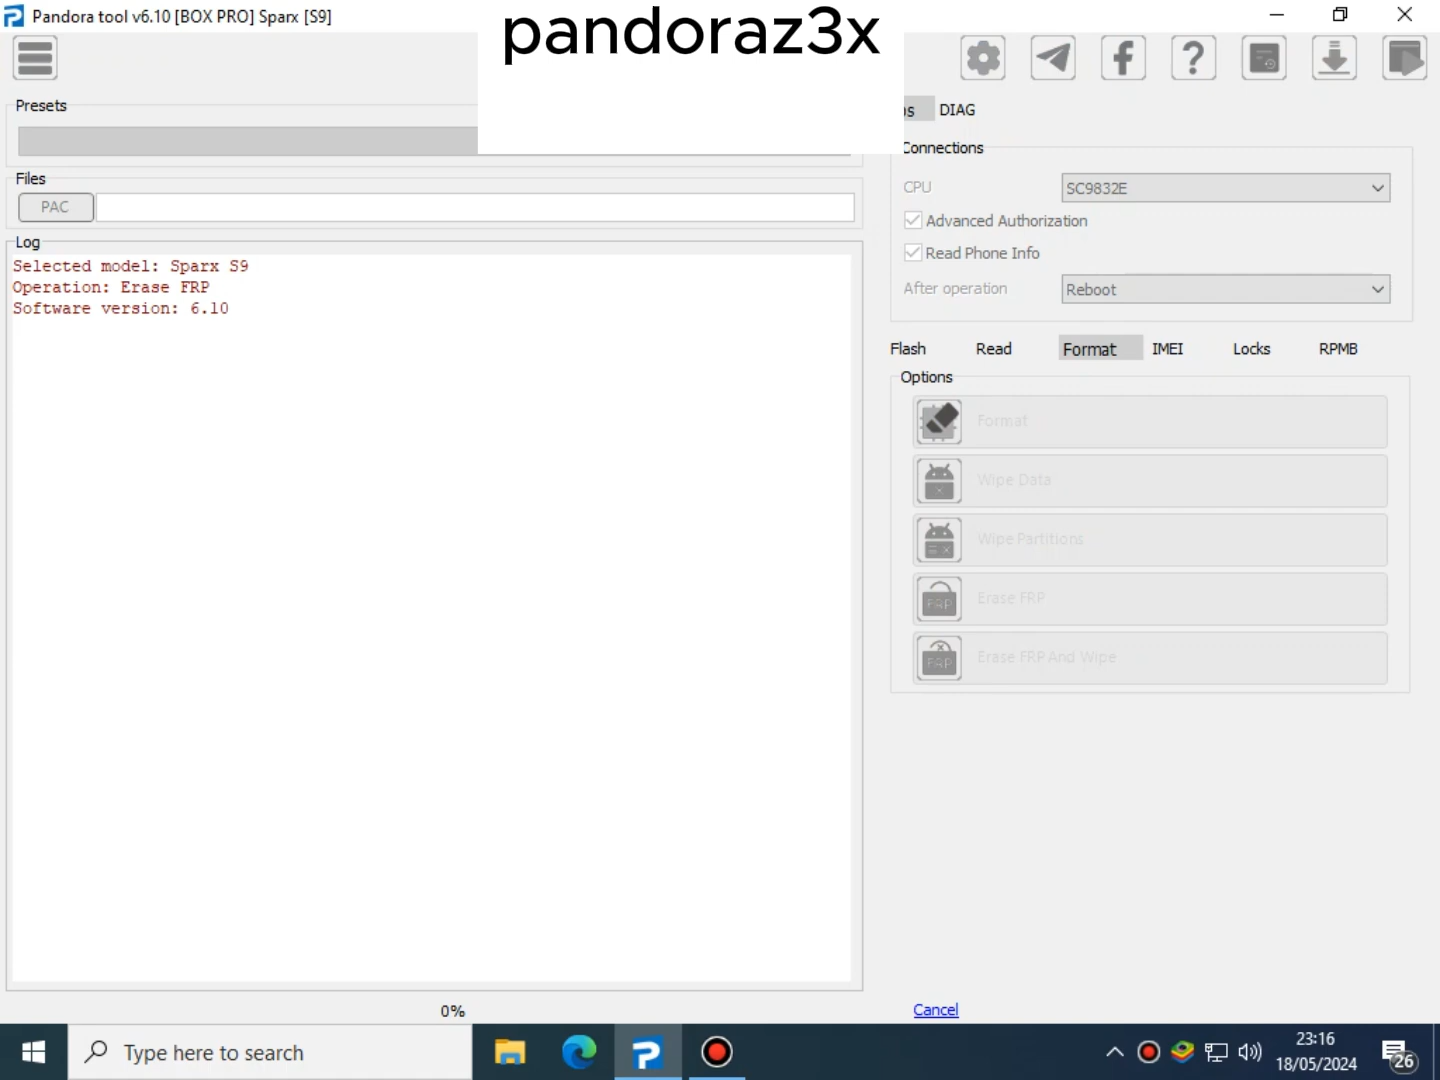 Pandora tool v6.10 [BOX PRO] Sparx [S9]
pandoraz3x
Presets
DIAG
Connections
Files
CPU
SC9832E
PAC
Advanced Authorization
Log
Read Phone Info
Selected model: Sparx S9
Operation: Erase FRP
Software version: 6.10
After operation
Reboot
Flash
Read
Format
IMEI
Locks
RPMB
Options
Format
Wipe Data
Wipe Partitions
FRP
Erase FRP
FRP
Erase FRP And Wipe
0%
Cancel
Type here to search
23:16
18/05/2024
26